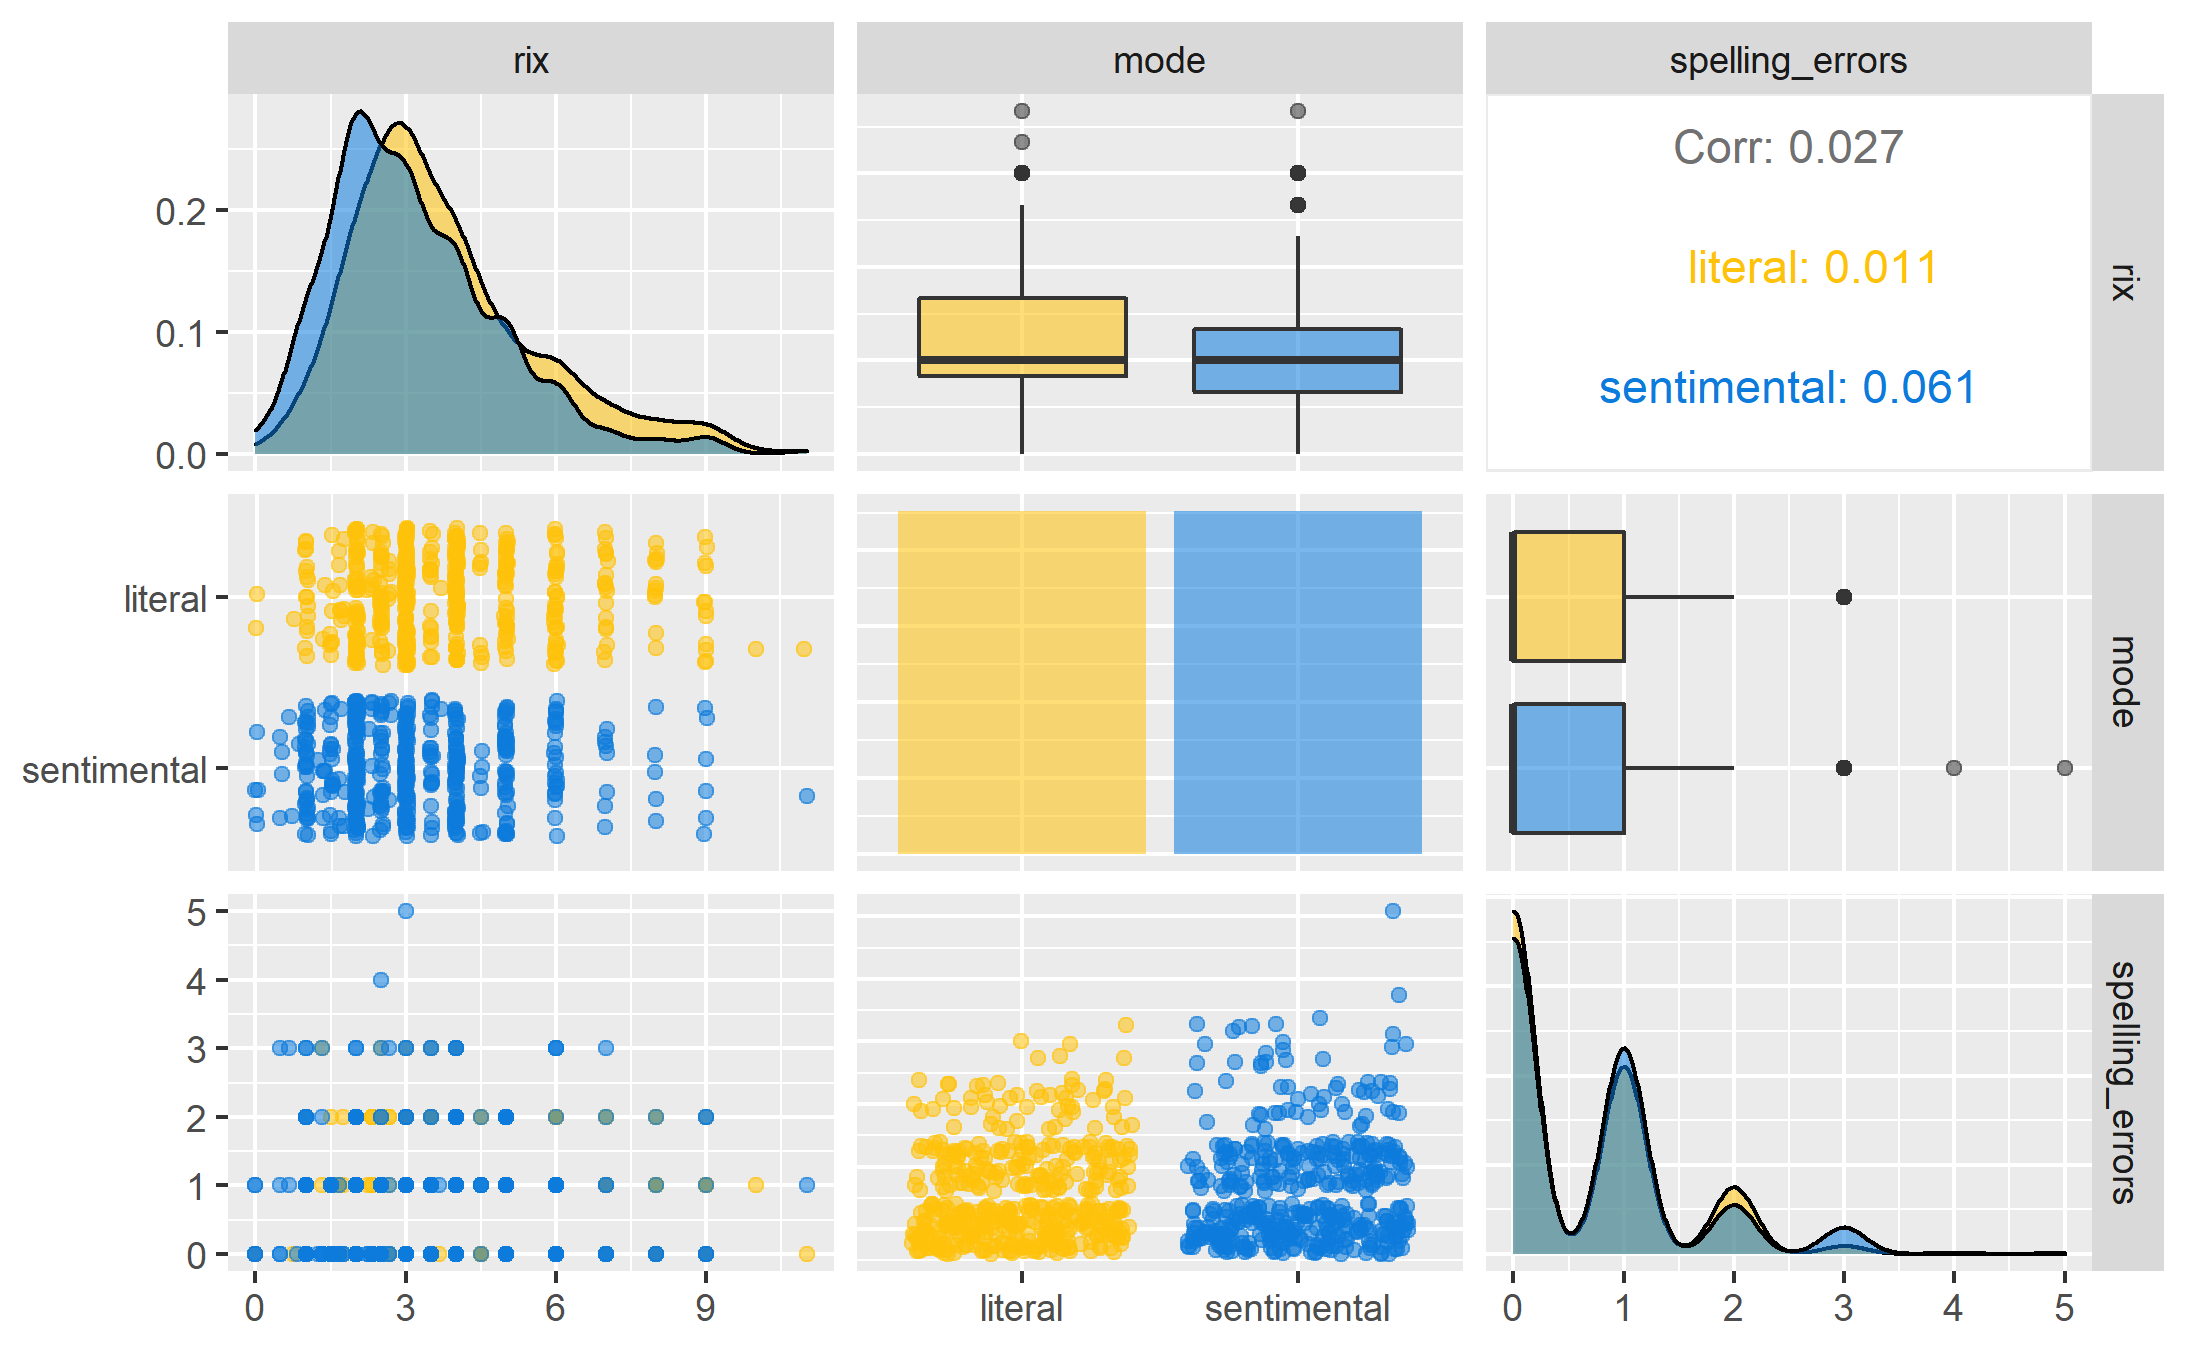 rix
mode
spelling_errors
0.2
0.1
0.0
Corr: 0.027
literal: 0.011
sentimental: 0.061
rix
literal
sentimental
mode
5
4
3
2
1
0
spelling_errors
0
3
6
9
literal
sentimental
0
1
2
3
4
5